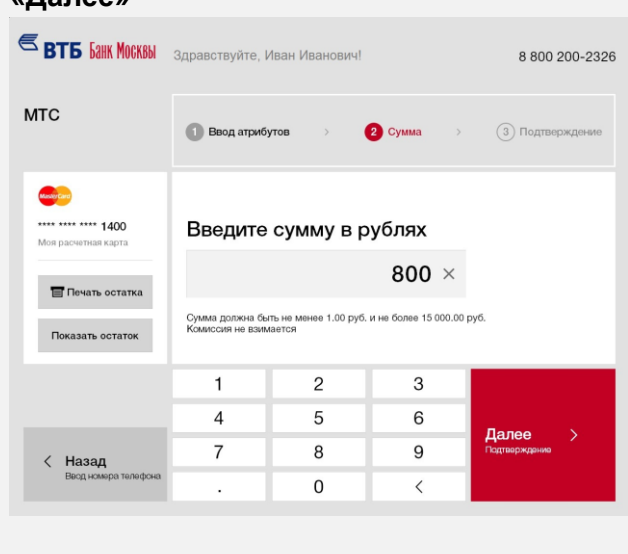 «Далее»
ВТБ Банк Москвы
Здравствуйте, Иван Иванович!
8 800 200-2326
МТС
1 Ввод атрибутов > 2 Сумма > 3 Подтверждение
MasterCard
**** **** **** 1400
Моя расчетная карта
Печать остатка
Показать остаток
Введите сумму в рублях
800 ×
Сумма должна быть не менее 1.00 руб. и не более 15 000.00 руб.
Комиссия не взимается
1 2 3
4 5 6
7 8 9
. 0 <
< Назад
Ввод номера телефона
Далее >
Подтверждение